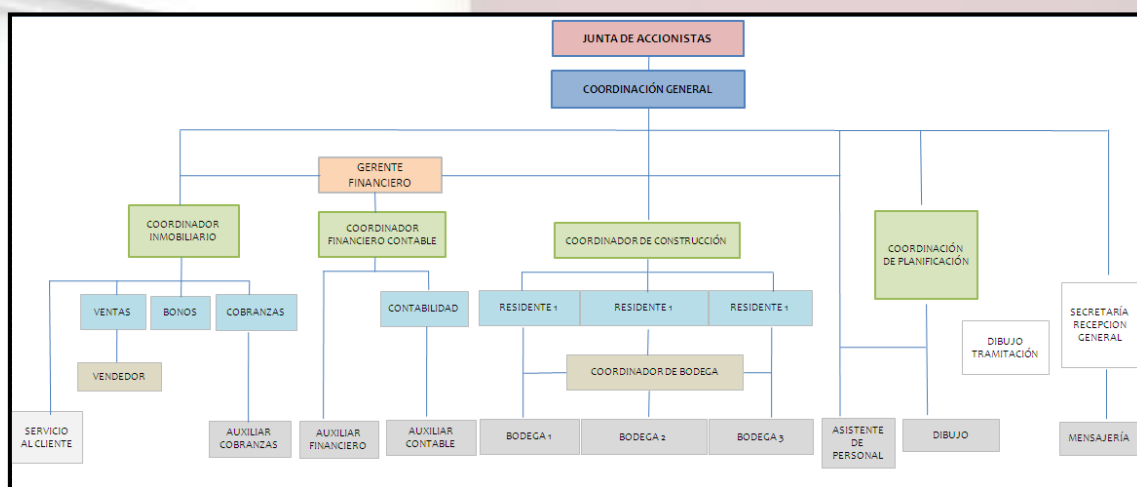 JUNTA DE ACCIONISTAS
COORDINACIÓN GENERAL
GERENTE
FINANCIERO
COORDINADOR
INMOBILIARIO
COORDINADOR
FINANCIERO CONTABLE
COORDINADOR DE CONSTRUCCIÓN
COORDINACIÓN
DE PLANIFICACIÓN
VENTAS
BONOS
COBRANZAS
CONTABILIDAD
RESIDENTE 1
RESIDENTE 1
RESIDENTE 1
SECRETARÍA
RECEPCION
GENERAL
DIBUJO
TRAMITACIÓN
VENDEDOR
COORDINADOR DE BODEGA
SERVICIO
AL CLIENTE
AUXILIAR
COBRANZAS
AUXILIAR
FINANCIERO
AUXILIAR
CONTABLE
BODEGA 1
BODEGA 2
BODEGA 3
ASISTENTE
DE
PERSONAL
DIBUJO
MENSAJERÍA